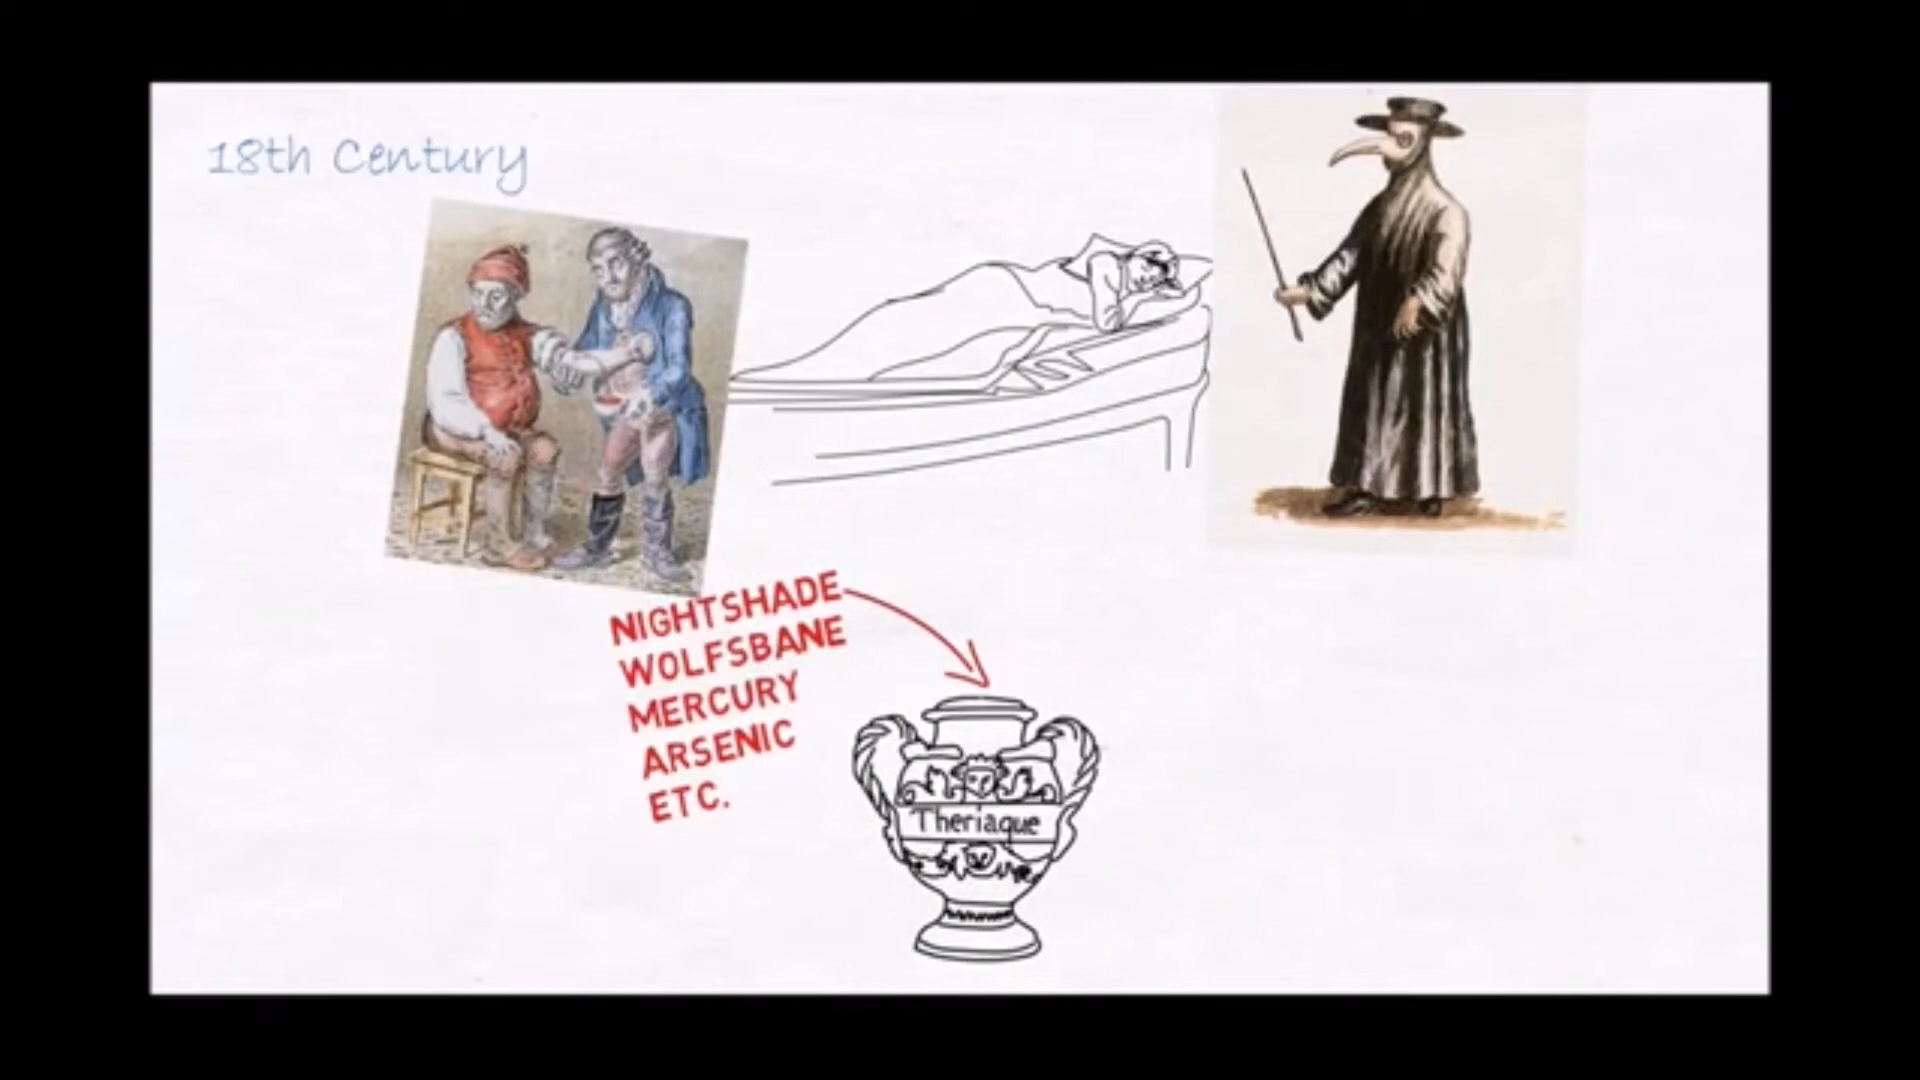 18th Century
NIGHTSHADE
WOLFSBANE
MERCURY
ARSENIC
ETC.
Theriaque